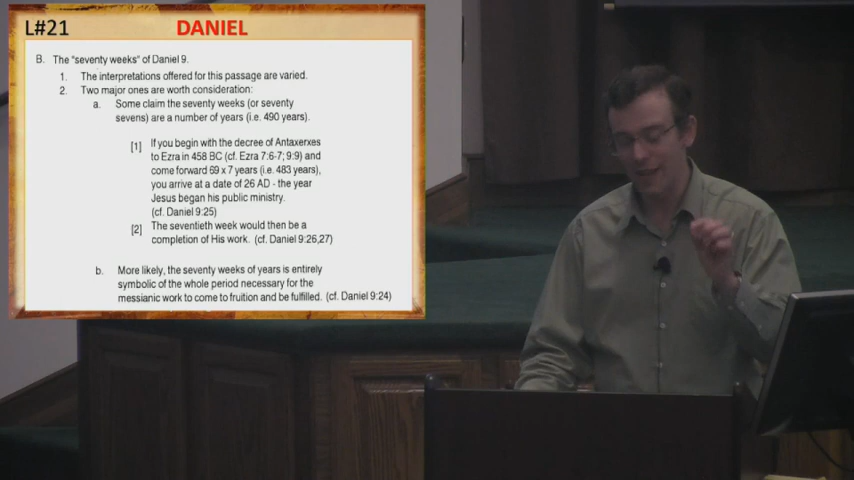 L#21
DANIEL
B. The "seventy weeks" of Daniel 9.
1. The interpretations offered for this passage are varied.
2. Two major ones are worth consideration:
a. Some claim the seventy weeks (or seventy
sevens) are a number of years (i.e. 490 years).
[1] If you begin with the decree of Antaxerxes
to Ezra in 458 BC (cf. Ezra 7:6-7; 9:9) and
come forward 69 x 7 years (i.e. 483 years),
you arrive at a date of 26 AD - the year
Jesus began his public ministry.
(cf. Daniel 9:25)
[2] The seventieth week would then be a
completion of His work. (cf. Daniel 9:26,27)
b. More likely, the seventy weeks of years is entirely
symbolic of the whole period necessary for the
messianic work to come to fruition and be fulfilled. (cf. Daniel 9:24)